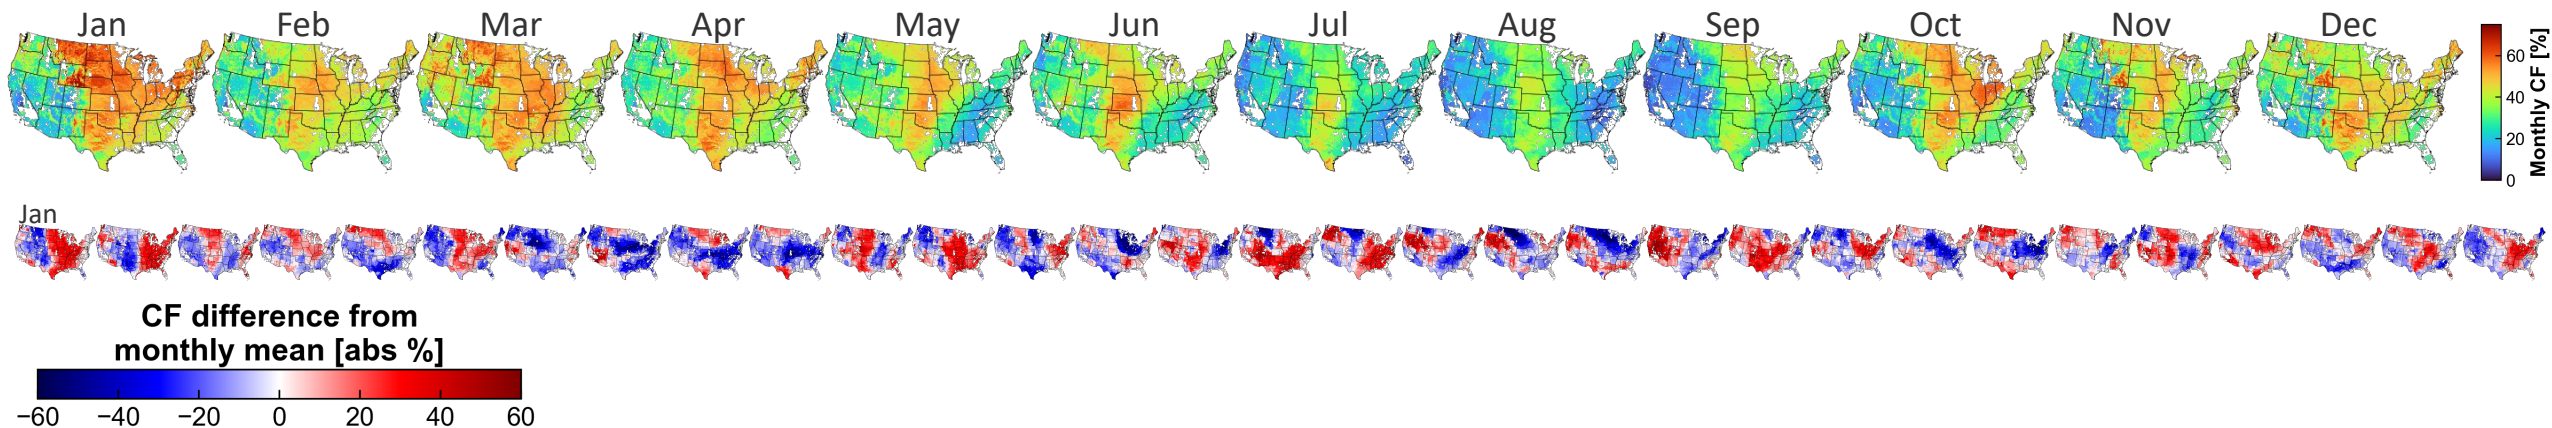 Jan Feb Mar Apr May Jun Jul Aug Sep Oct Nov Dec
60
40
20
0
Monthly CF [%]
Jan
CF difference from
monthly mean [abs %]
−60 −40 −20 0 20 40 60